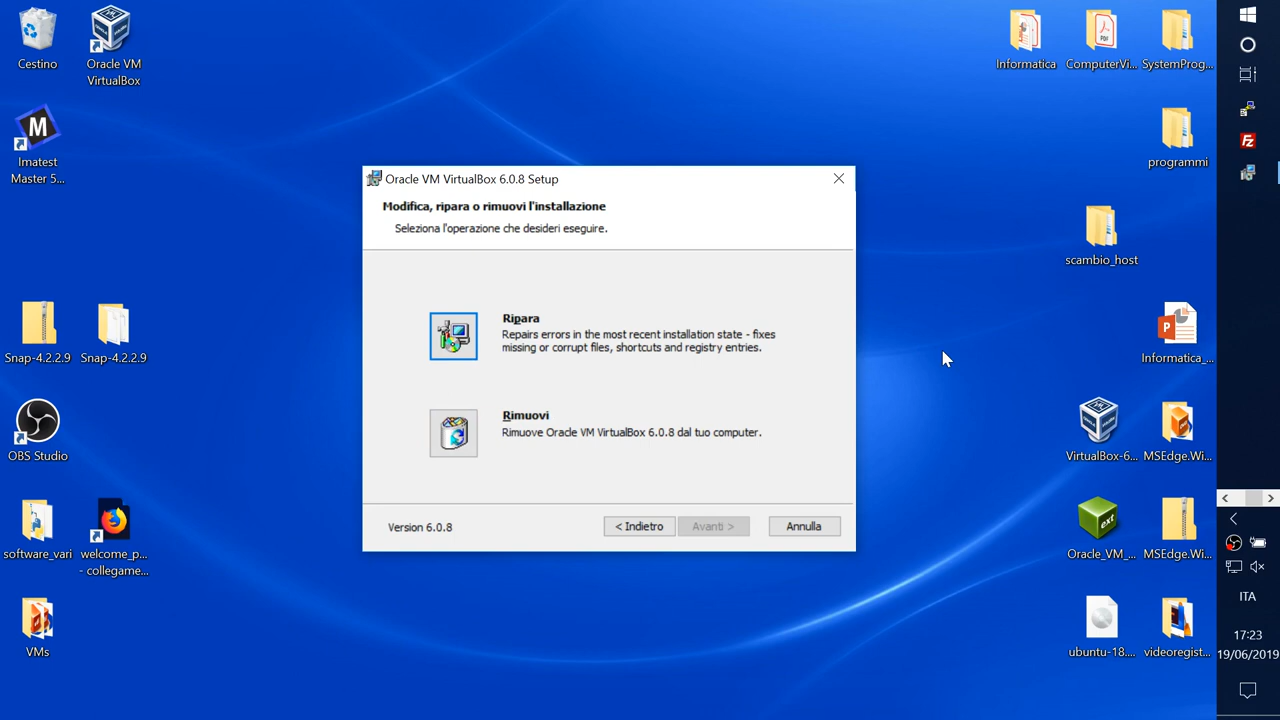 Cestino
Oracle VM
VirtualBox
Imatest
Master 5...
Snap-4.2.2.9
Snap-4.2.2.9
OBS Studio
software_vari
welcome_p...
- collegame...
VMs
Oracle VM VirtualBox 6.0.8 Setup
Modifica, ripara o rimuovi l'installazione
Seleziona l'operazione che desideri eseguire.
Ripara
Repairs errors in the most recent installation state - fixes
missing or corrupt files, shortcuts and registry entries.
Rimuovi
Rimuove Oracle VM VirtualBox 6.0.8 dal tuo computer.
Version 6.0.8
< Indietro
Avanti >
Annulla
Informatica
ComputerVi...
SystemProg...
programmi
scambio_host
Informatica_...
VirtualBox-6...
MSEdge.Wi...
Oracle_VM_...
MSEdge.Wi...
ubuntu-18....
videoregist...
ITA
17:23
19/06/2019